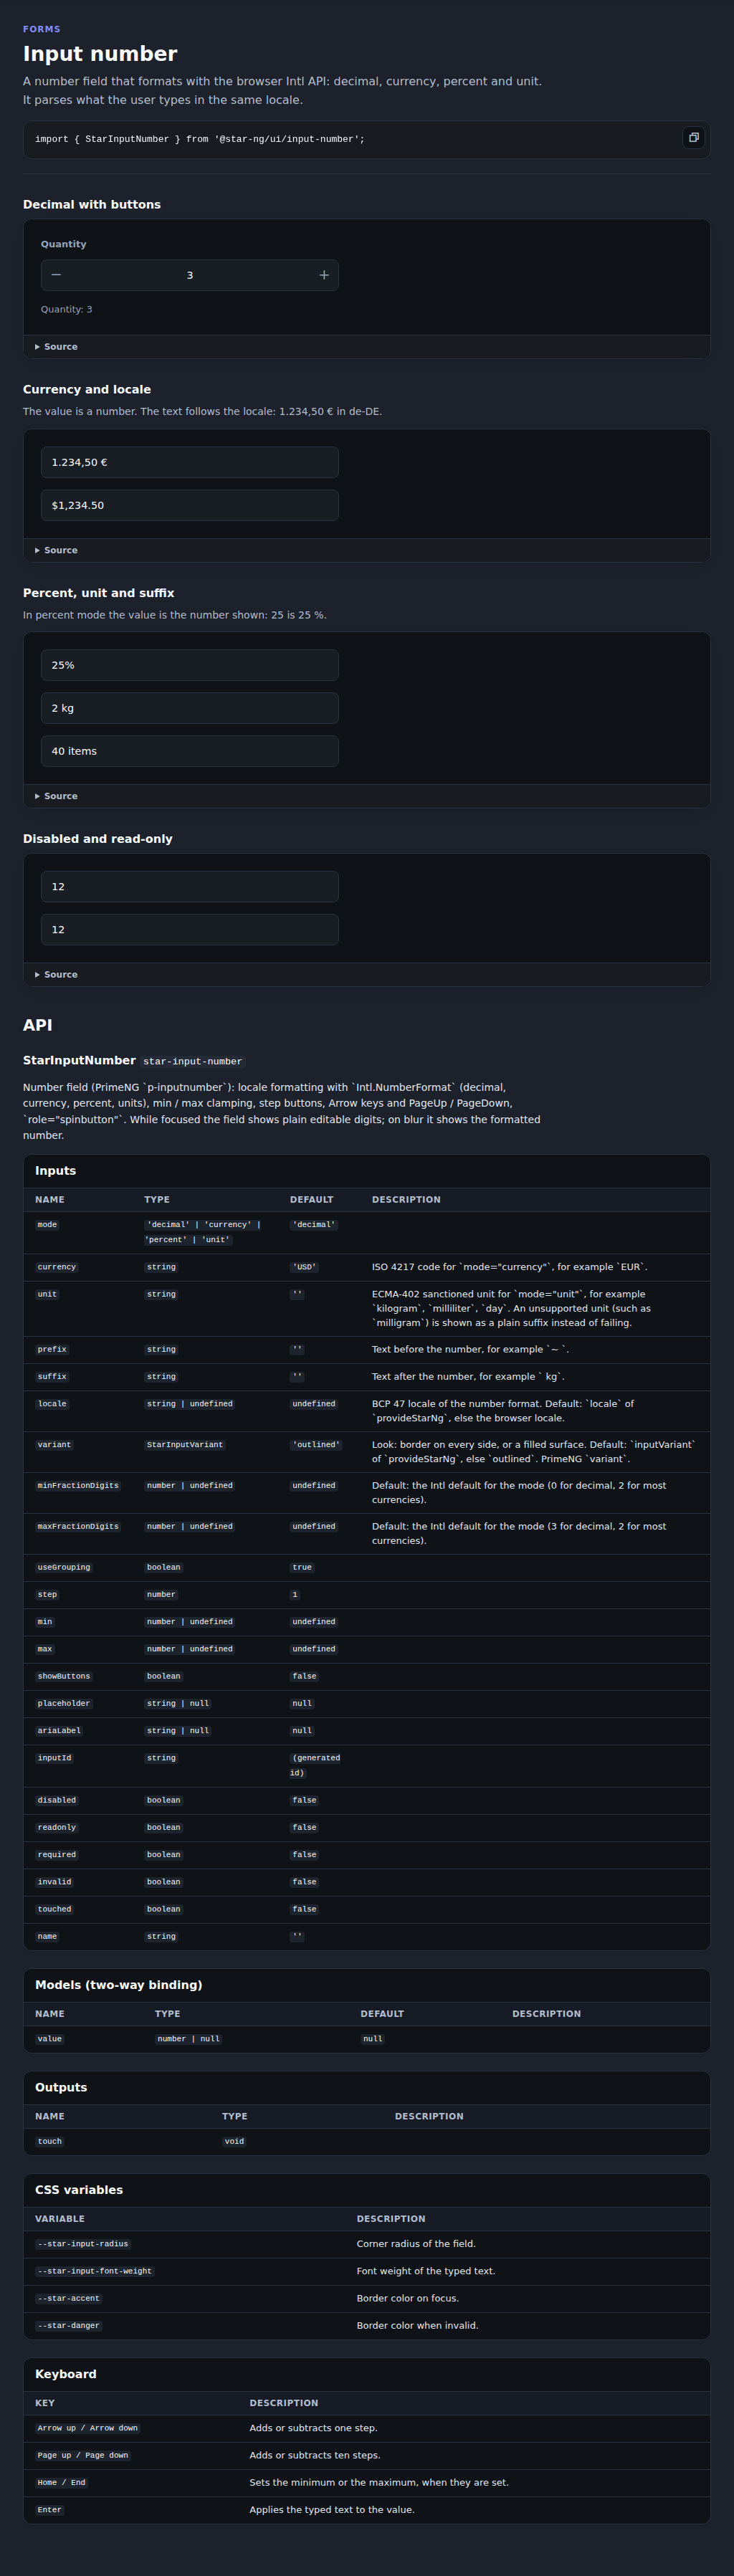 FORMS
Input number
A number field that formats with the browser Intl API: decimal, currency, percent and unit.
It parses what the user types in the same locale.
import { StarInputNumber } from '@star-ng/ui/input-number';
Decimal with buttons
Quantity
— 3 +
Quantity: 3
▶ Source
Currency and locale
The value is a number. The text follows the locale: 1.234,50 € in de-DE.
1.234,50 €
$1,234.50
▶ Source
Percent, unit and suffix
In percent mode the value is the number shown: 25 is 25 %.
25%
2 kg
40 items
▶ Source
Disabled and read-only
12
12
▶ Source
API
StarInputNumber star-input-number
Number field (PrimeNG `p-inputnumber`): locale formatting with `Intl.NumberFormat` (decimal,
currency, percent, units), min / max clamping, step buttons, Arrow keys and PageUp / PageDown,
`role="spinbutton"`. While focused the field shows plain editable digits; on blur it shows the formatted
number.
Inputs
NAME TYPE DEFAULT DESCRIPTION
mode 'decimal' | 'currency' | 'decimal'
'percent' | 'unit'
currency string 'USD' ISO 4217 code for `mode="currency"`, for example `EUR`.
unit string '' ECMA-402 sanctioned unit for `mode="unit"`, for example
`kilogram`, `milliliter`, `day`. An unsupported unit (such as
`milligram`) is shown as a plain suffix instead of failing.
prefix string '' Text before the number, for example `~ `.
suffix string '' Text after the number, for example ` kg`.
locale string | undefined undefined BCP 47 locale of the number format. Default: `locale` of
`provideStarNg`, else the browser locale.
variant StarInputVariant 'outlined' Look: border on every side, or a filled surface. Default: `inputVariant`
of `provideStarNg`, else `outlined`. PrimeNG `variant`.
minFractionDigits number | undefined undefined Default: the Intl default for the mode (0 for decimal, 2 for most
currencies).
maxFractionDigits number | undefined undefined Default: the Intl default for the mode (3 for decimal, 2 for most
currencies).
useGrouping boolean true
step number 1
min number | undefined undefined
max number | undefined undefined
showButtons boolean false
placeholder string | null null
ariaLabel string | null null
inputId string (generated
id)
disabled boolean false
readonly boolean false
required boolean false
invalid boolean false
touched boolean false
name string ''
Models (two-way binding)
NAME TYPE DEFAULT DESCRIPTION
value number | null null
Outputs
NAME TYPE DESCRIPTION
touch void
CSS variables
VARIABLE DESCRIPTION
--star-input-radius Corner radius of the field.
--star-input-font-weight Font weight of the typed text.
--star-accent Border color on focus.
--star-danger Border color when invalid.
Keyboard
KEY DESCRIPTION
Arrow up / Arrow down Adds or subtracts one step.
Page up / Page down Adds or subtracts ten steps.
Home / End Sets the minimum or the maximum, when they are set.
Enter Applies the typed text to the value.